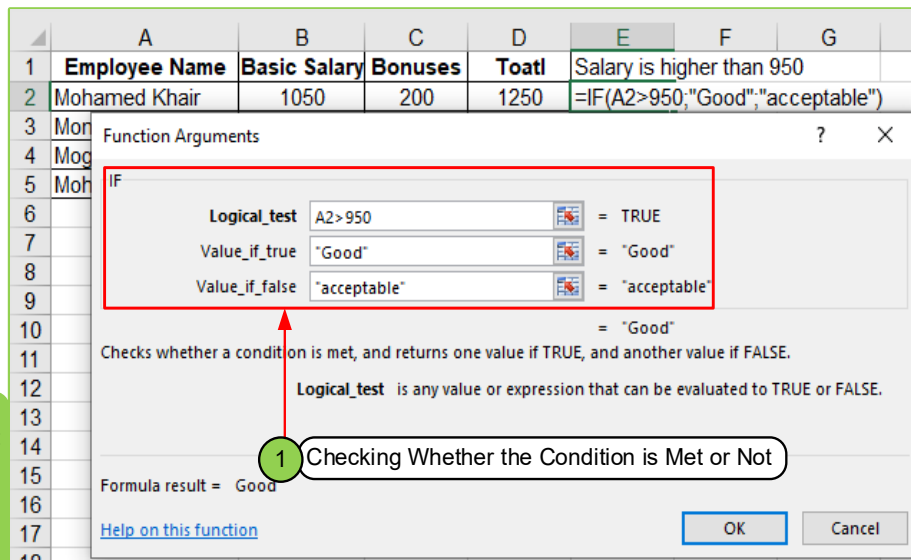 A B C D E F G
1 Employee Name Basic Salary Bonuses Toatl Salary is higher than 950
2 Mohamed Khair 1050 200 1250 =IF(A2>950;"Good";"acceptable")
3 Mon
Function Arguments ? ×
4 Mog
5 Moh
IF
6 Logical_test A2>950 = TRUE
7 Value_if_true "Good" = "Good"
8 Value_if_false "acceptable" = "acceptable"
9
10 = "Good"
11 Checks whether a condition is met, and returns one value if TRUE, and another value if FALSE.
12 Logical_test is any value or expression that can be evaluated to TRUE or FALSE.
13
14
1 Checking Whether the Condition is Met or Not
15
Formula result = Good
16
17 Help on this function OK Cancel